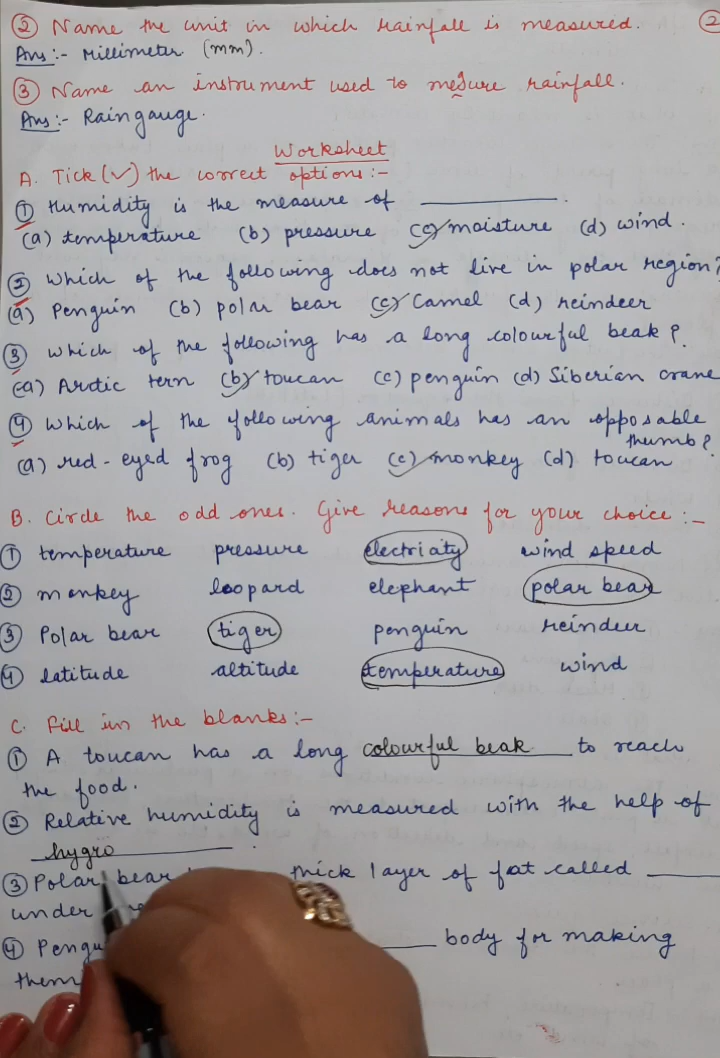 ② Name the unit in which rainfall is measured. ②
Ans :- Millimeter (mm).
③ Name an instrument used to measure rainfall.
Ans :- Rain gauge.
Worksheet
A. Tick (✓) the correct options :-
① Humidity is the measure of ________.
(a) temperature (b) pressure (c) moisture (d) wind.
② Which of the following does not live in polar region?
(a) Penguin (b) polar bear (c) Camel (d) reindeer
③ Which of the following has a long colourful beak ?
(a) Arctic tern (b) toucan (c) penguin (d) Siberian crane
④ Which of the following animals has an opposable
thumb ?
(a) red-eyed frog (b) tiger (c) monkey (d) toucan
B. Circle the odd ones. Give reasons for your choice :-
① temperature pressure electricity wind speed
② monkey leopard elephant polar bear
③ Polar bear tiger penguin reindeer
④ latitude altitude temperature wind
C. Fill in the blanks :-
① A toucan has a long colourful beak to reach
the food.
② Relative humidity is measured with the help of
hygro ________.
③ Polar bear thick layer of fat called ________
under
④ Pengu ________ body for making
them